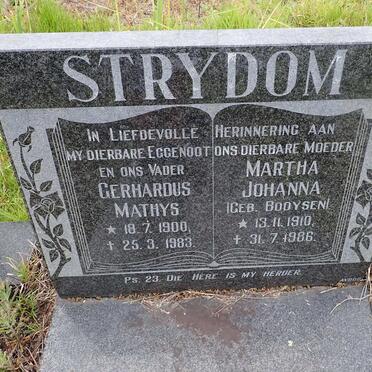 STRYDOM
IN LIEFDEVOLLE
MY DIERBARE EGGENOOT
EN ONS VADER
GERHARDUS
MATHYS
* 18.7.1900,
† 25.3.1983.
HERINNERING AAN
ONS DIERBARE MOEDER
MARTHA
JOHANNA
(GEB. BOOYSEN)
* 13.11.1910,
† 31.7.1986.
PS. 23. DIE HERE IS MY HERDER.